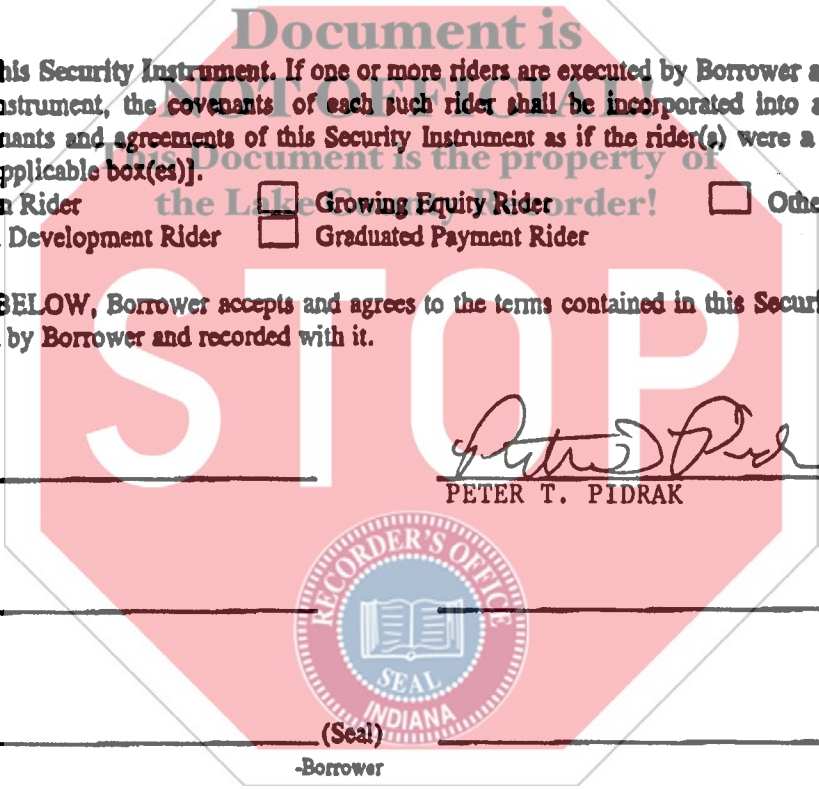 Document is
his Security Instrument. If one or more riders are executed by Borrower a
NOT OFFICIAL!
nstrument, the covenants of each such rider shall be incorporated into a
nants and agreements of this Security Instrument as if the rider(s) were a
This Document is the property of
pplicable box(es)].
n Rider Growing Equity Rider Othe
the Lake County Recorder!
Development Rider Graduated Payment Rider
BELOW, Borrower accepts and agrees to the terms contained in this Securi
by Borrower and recorded with it.
STOP
PETER T. PIDRAK
RECORDER'S OFFICE
SEAL
INDIANA
(Seal)
-Borrower